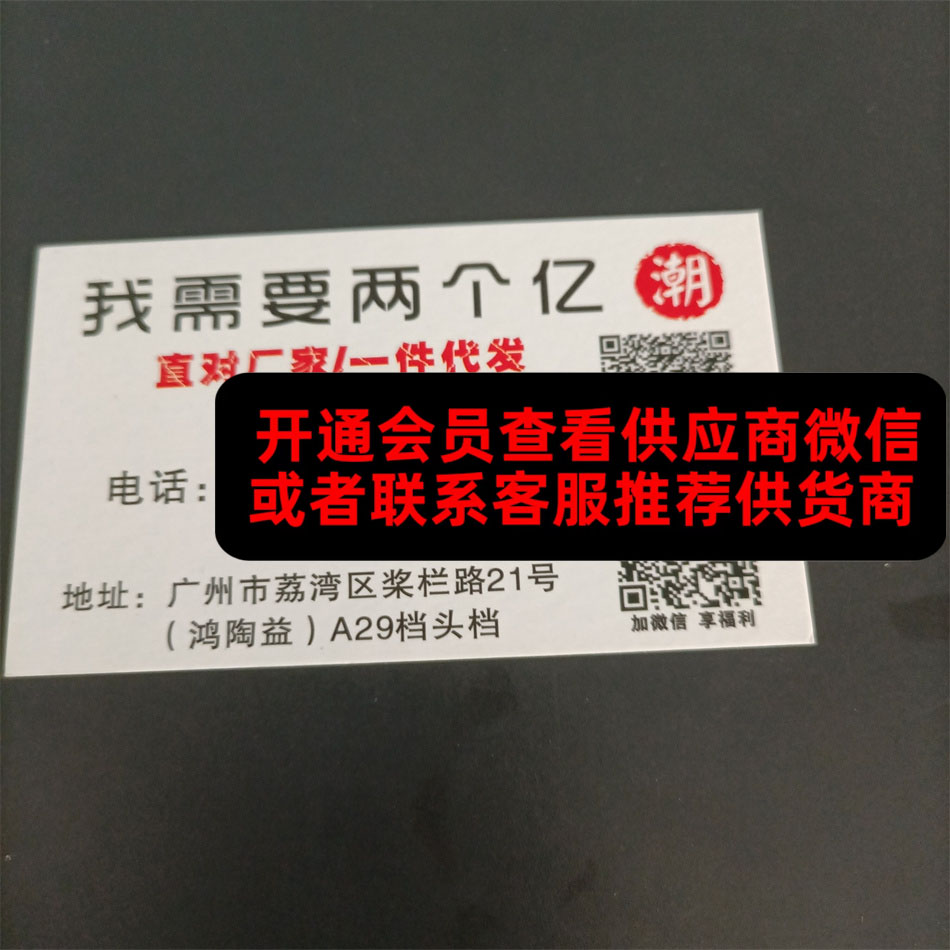 我需要两个亿
潮
直对厂家/一件代发
开通会员查看供应商微信
或者联系客服推荐供货商
电话：
地址：广州市荔湾区桨栏路21号
（鸿陶益）A29档头档
加微信 享福利